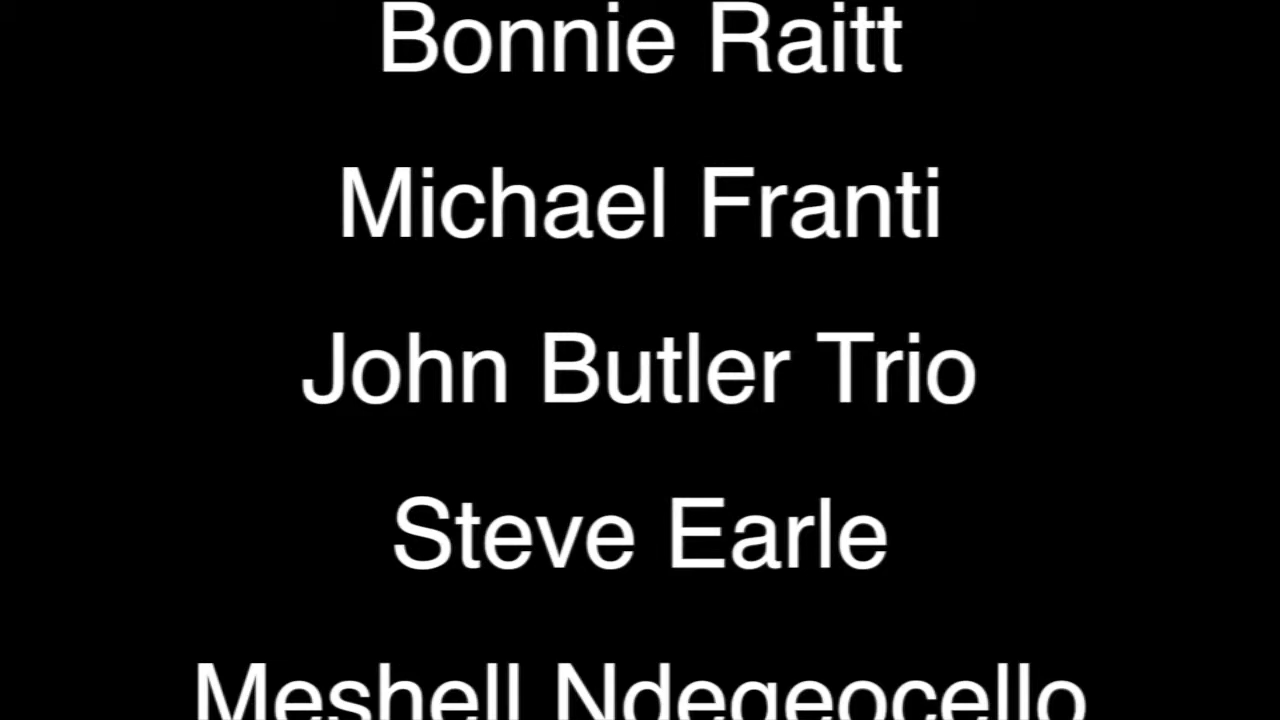 Bonnie Raitt
Michael Franti
John Butler Trio
Steve Earle
Meshell Ndegeocello